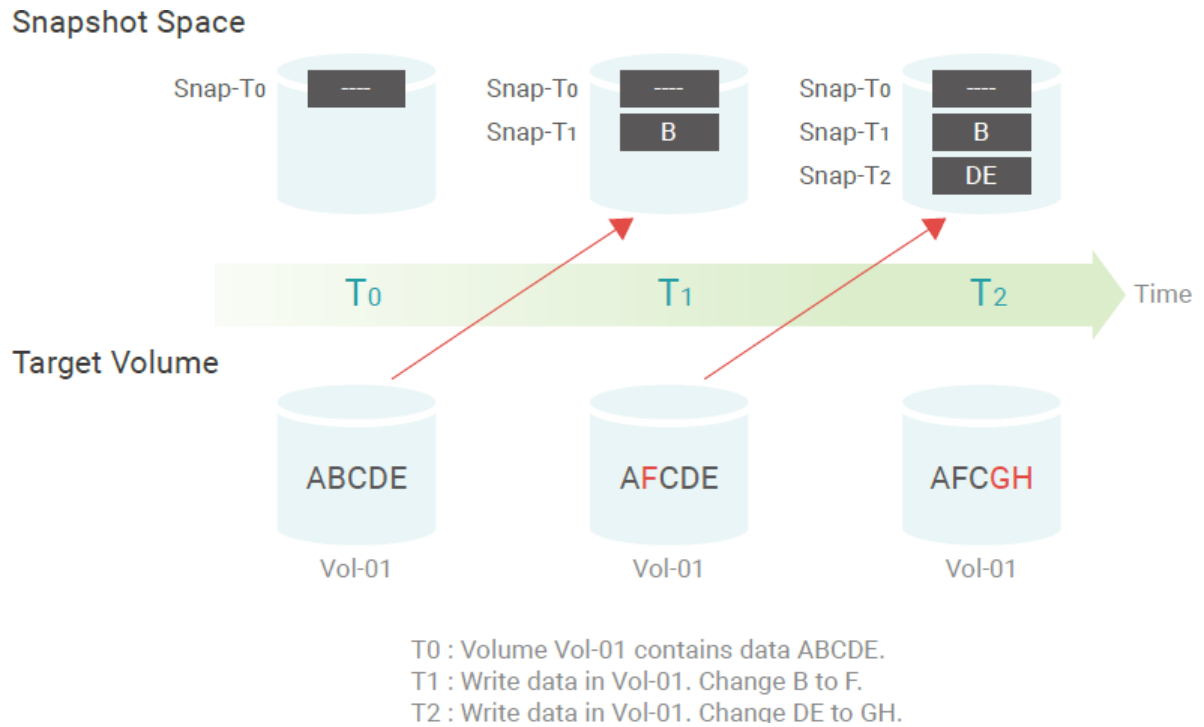 Snapshot Space
Snap-T0 ---- Snap-T0 ---- Snap-T0 ----
Snap-T1 B Snap-T1 B
Snap-T2 DE
T0 T1 T2 Time
Target Volume
ABCDE AFCDE AFCGH
Vol-01 Vol-01 Vol-01
T0 : Volume Vol-01 contains data ABCDE.
T1 : Write data in Vol-01. Change B to F.
T2 : Write data in Vol-01. Change DE to GH.